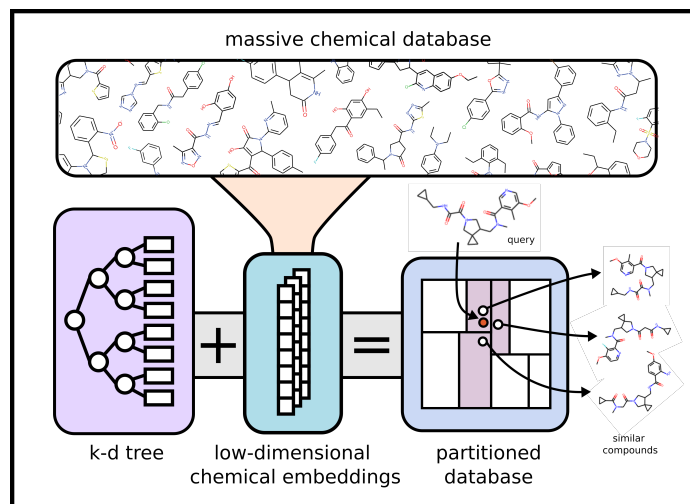 massive chemical database
query
k-d tree
low-dimensional
chemical embeddings
partitioned
database
similar
compounds